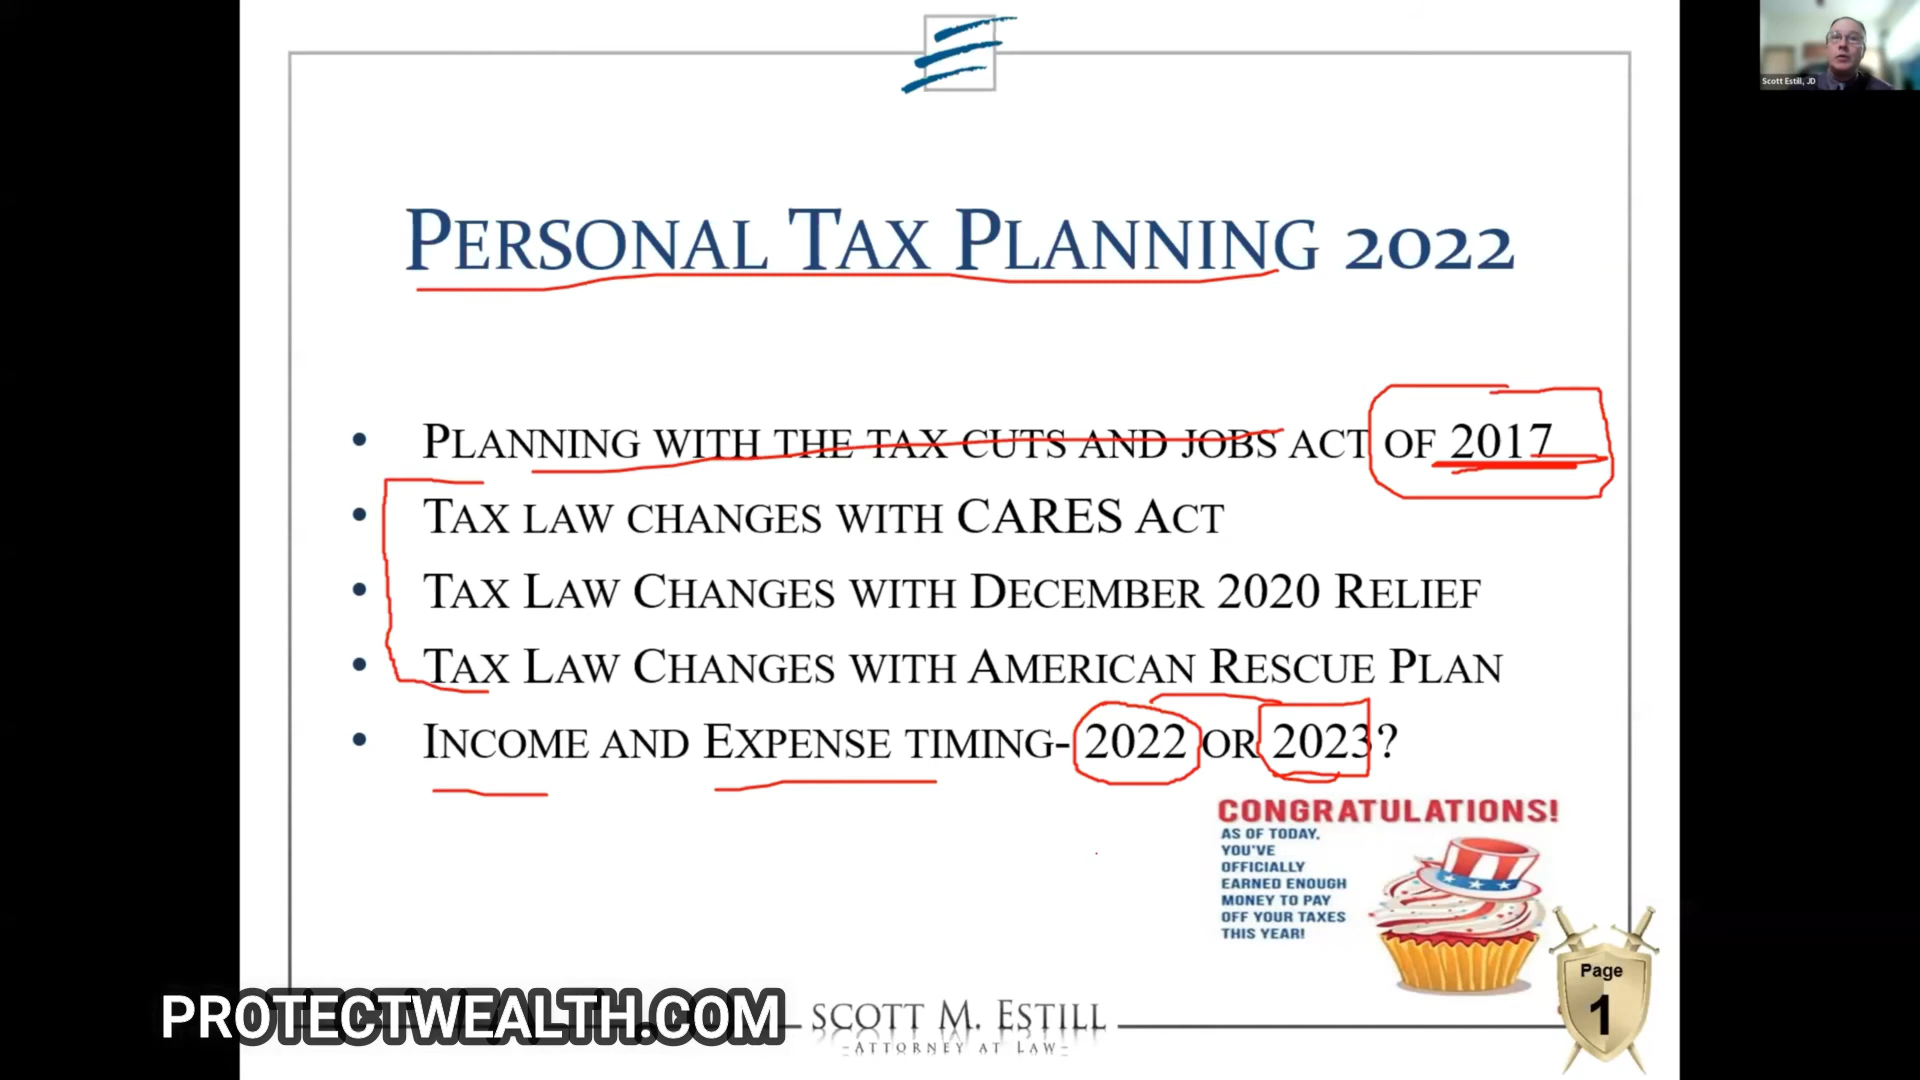 Scott Estill, JD
PERSONAL TAX PLANNING 2022
• PLANNING WITH THE TAX CUTS AND JOBS ACT OF 2017
• TAX LAW CHANGES WITH CARES ACT
• TAX LAW CHANGES WITH DECEMBER 2020 RELIEF
• TAX LAW CHANGES WITH AMERICAN RESCUE PLAN
• INCOME AND EXPENSE TIMING- 2022 OR 2023?
CONGRATULATIONS!
AS OF TODAY,
YOU'VE
OFFICIALLY
EARNED ENOUGH
MONEY TO PAY
OFF YOUR TAXES
THIS YEAR!
Page
1
PROTECTWEALTH.COM
SCOTT M. ESTILL
-ATTORNEY AT LAW-